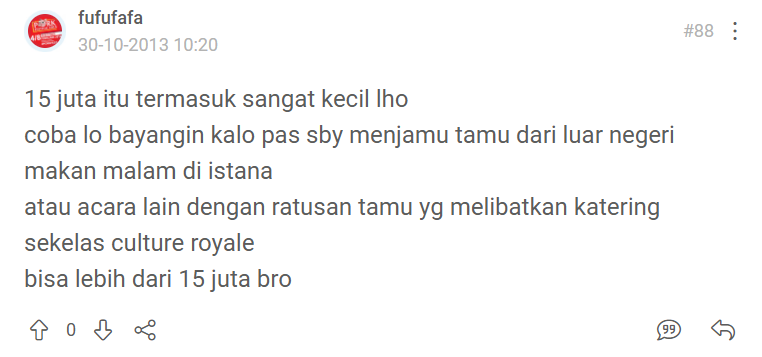 fufufafa
30-10-2013 10:20
#88
15 juta itu termasuk sangat kecil lho
coba lo bayangin kalo pas sby menjamu tamu dari luar negeri
makan malam di istana
atau acara lain dengan ratusan tamu yg melibatkan katering
sekelas culture royale
bisa lebih dari 15 juta bro
0